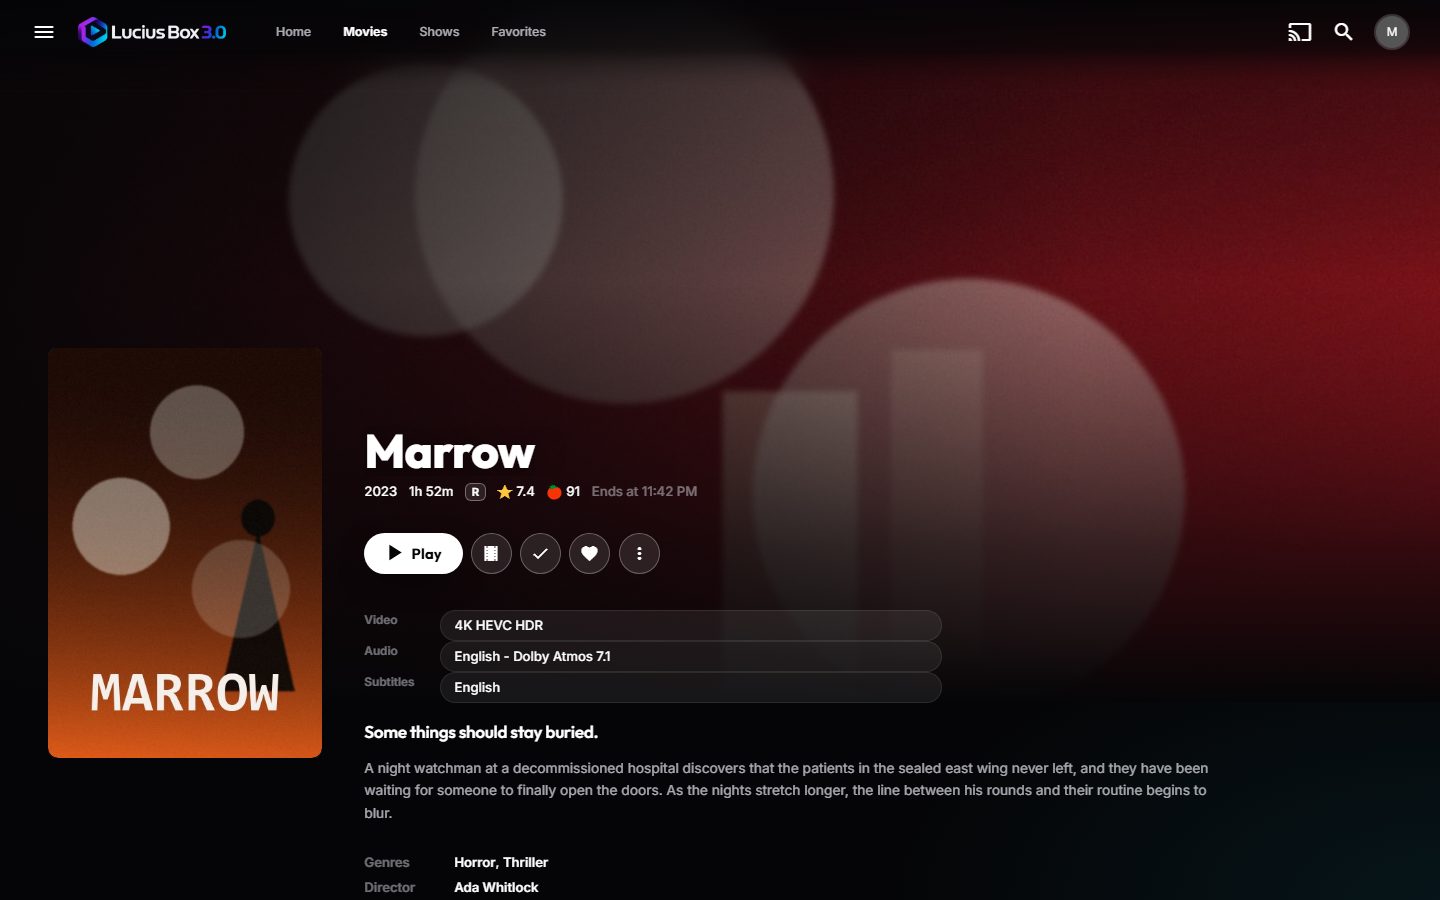 Lucius Box 3.0 Home Movies Shows Favorites M
MARROW
Marrow
2023 1h 52m R 7.4 91 Ends at 11:42 PM
Play
Video 4K HEVC HDR
Audio English - Dolby Atmos 7.1
Subtitles English
Some things should stay buried.
A night watchman at a decommissioned hospital discovers that the patients in the sealed east wing never left, and they have been
waiting for someone to finally open the doors. As the nights stretch longer, the line between his rounds and their routine begins to
blur.
Genres Horror, Thriller
Director Ada Whitlock